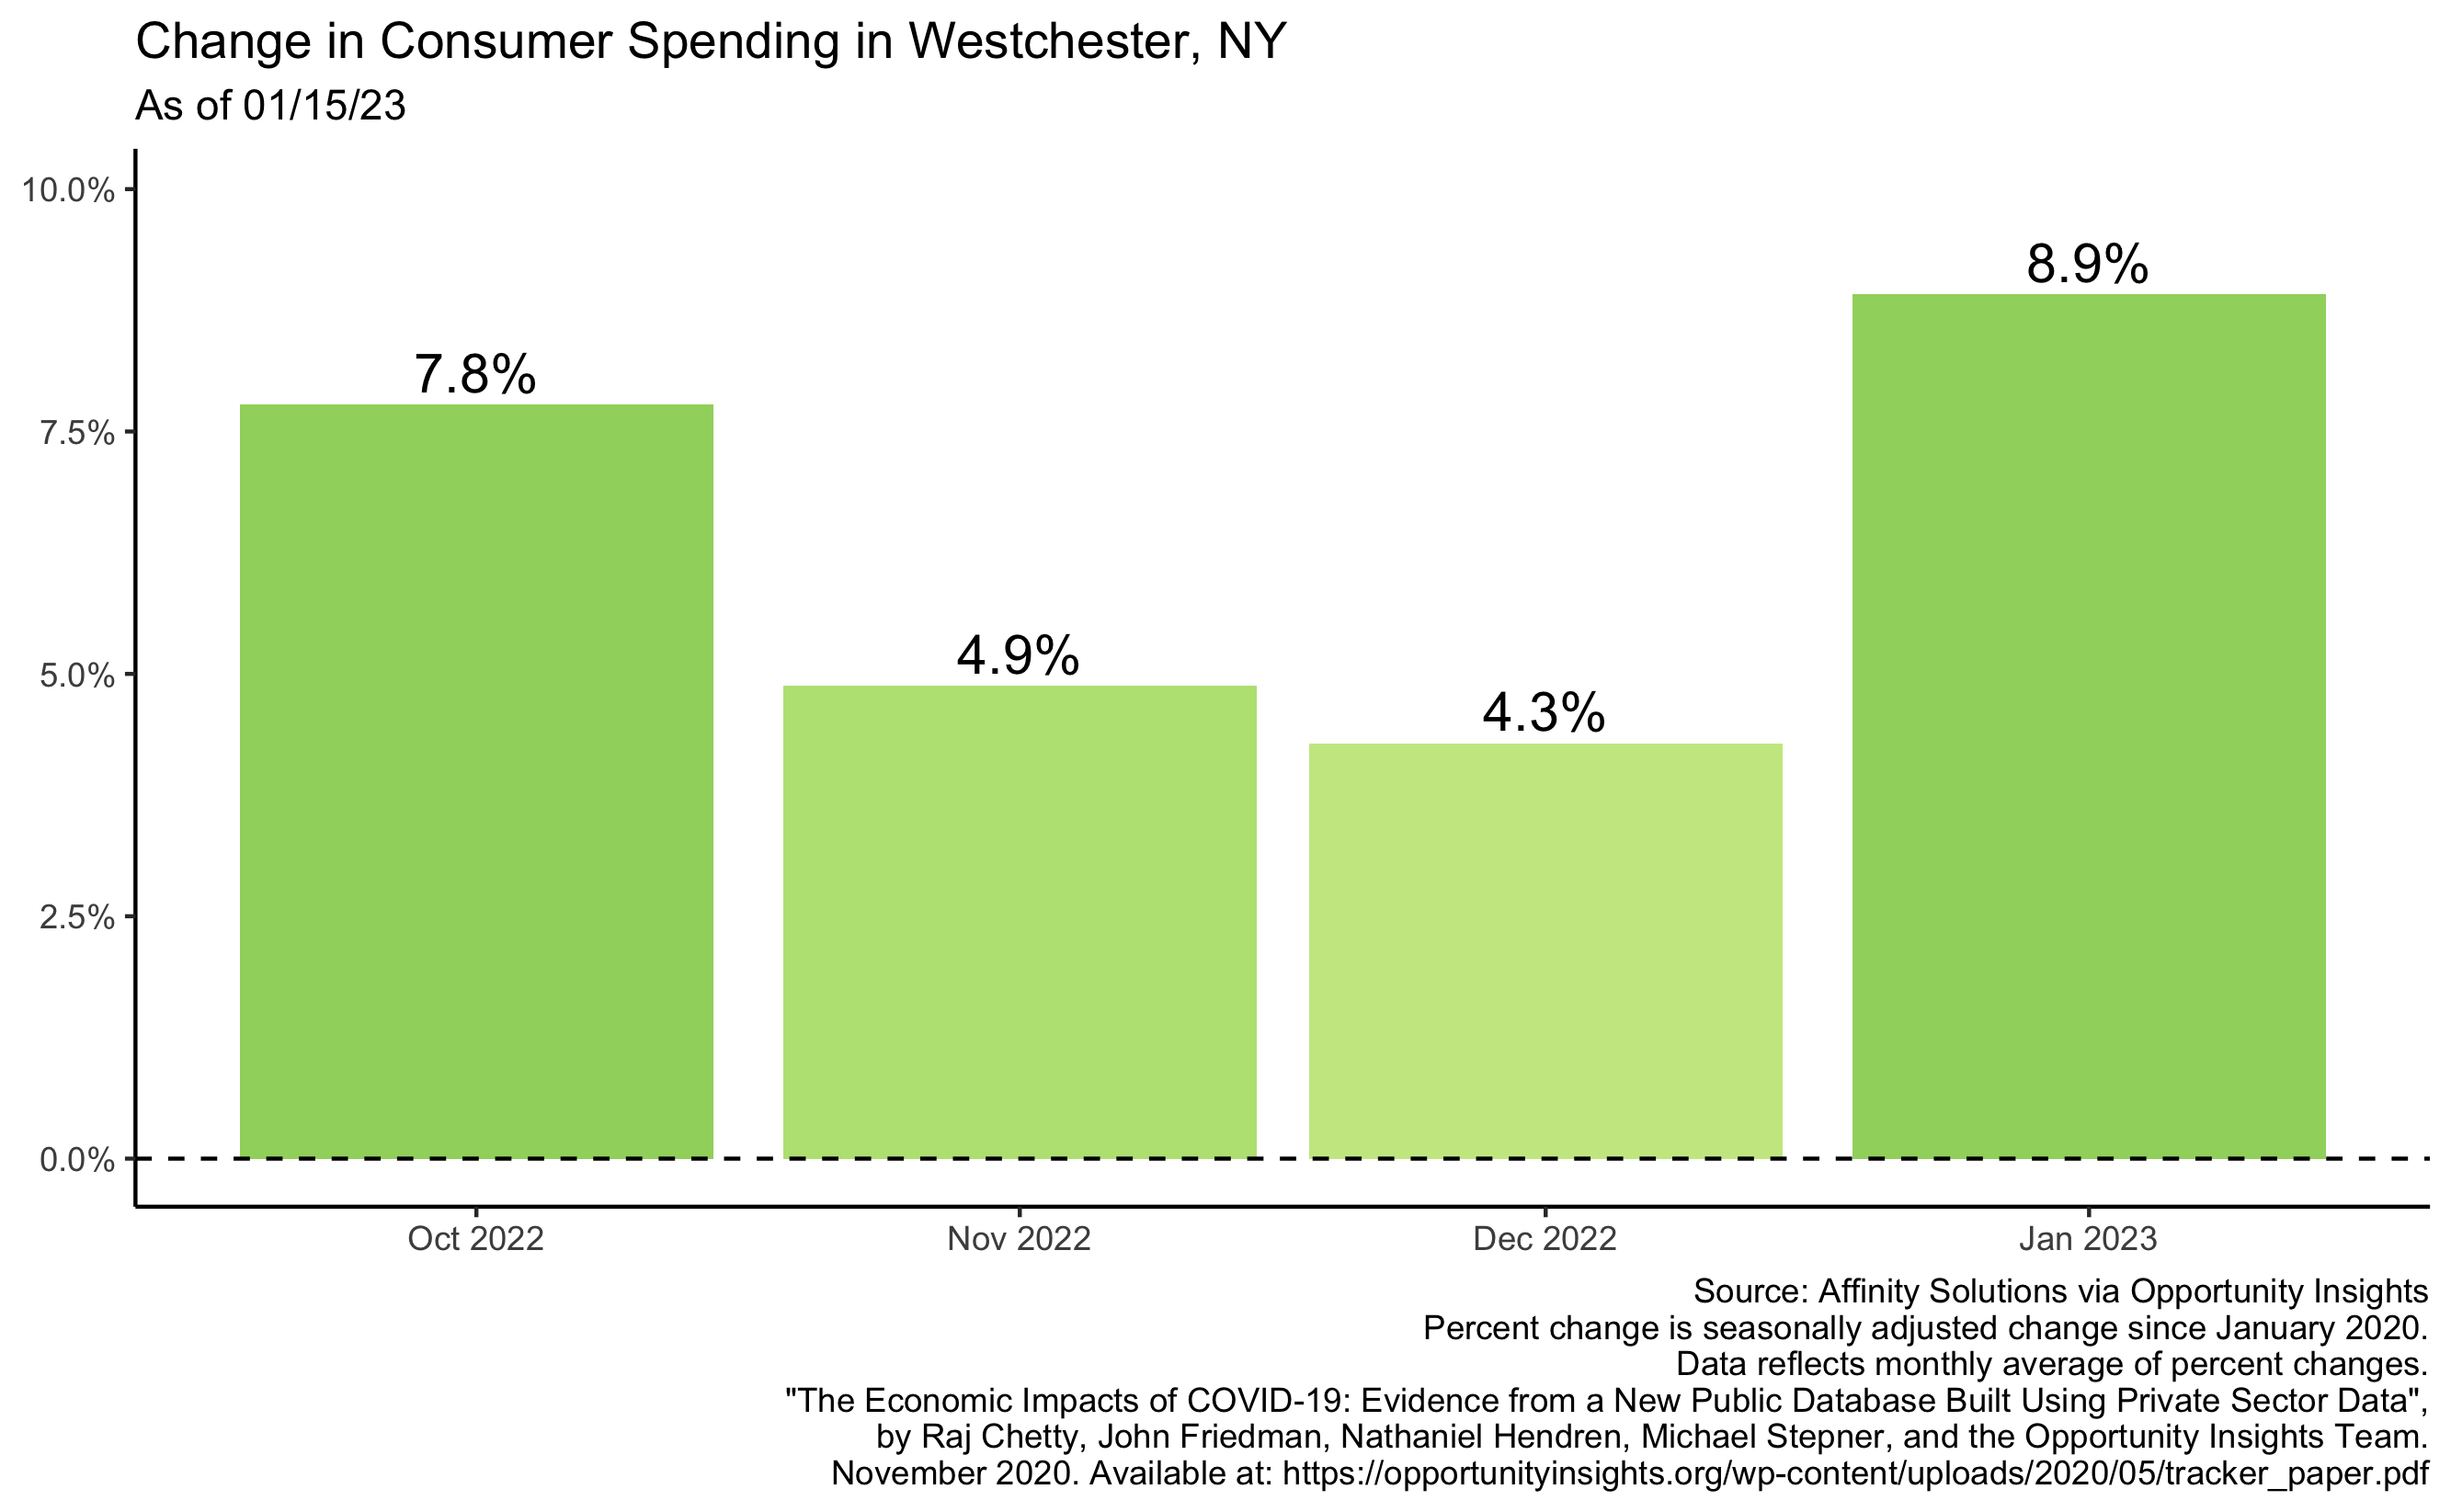 Change in Consumer Spending in Westchester, NY
As of 01/15/23
10.0%
7.5%
5.0%
2.5%
0.0%
7.8%
4.9%
4.3%
8.9%
Oct 2022
Nov 2022
Dec 2022
Jan 2023
Source: Affinity Solutions via Opportunity Insights
Percent change is seasonally adjusted change since January 2020.
Data reflects monthly average of percent changes.
"The Economic Impacts of COVID-19: Evidence from a New Public Database Built Using Private Sector Data",
by Raj Chetty, John Friedman, Nathaniel Hendren, Michael Stepner, and the Opportunity Insights Team.
November 2020. Available at: https://opportunityinsights.org/wp-content/uploads/2020/05/tracker_paper.pdf